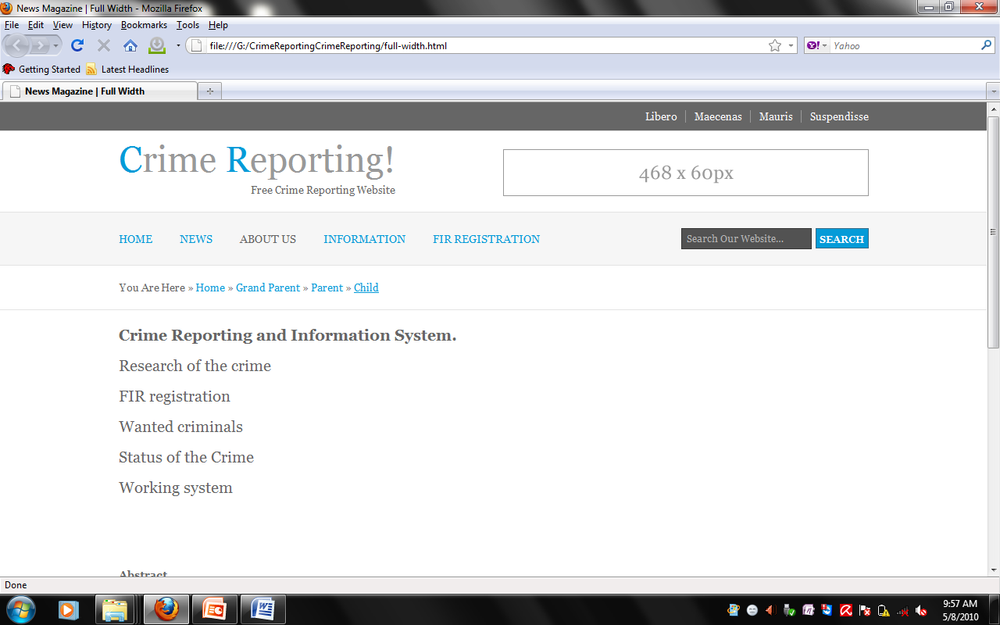 News Magazine | Full Width - Mozilla Firefox
File Edit View History Bookmarks Tools Help
file:///G:/CrimeReportingCrimeReporting/full-width.html
Y! Yahoo
Getting Started Latest Headlines
News Magazine | Full Width
Libero Maecenas Mauris Suspendisse
Crime Reporting!
468 x 60px
Free Crime Reporting Website
HOME NEWS ABOUT US INFORMATION FIR REGISTRATION Search Our Website... SEARCH
You Are Here » Home » Grand Parent » Parent » Child
Crime Reporting and Information System.
Research of the crime
FIR registration
Wanted criminals
Status of the Crime
Working system
Abstract
Done
9:57 AM
5/8/2010